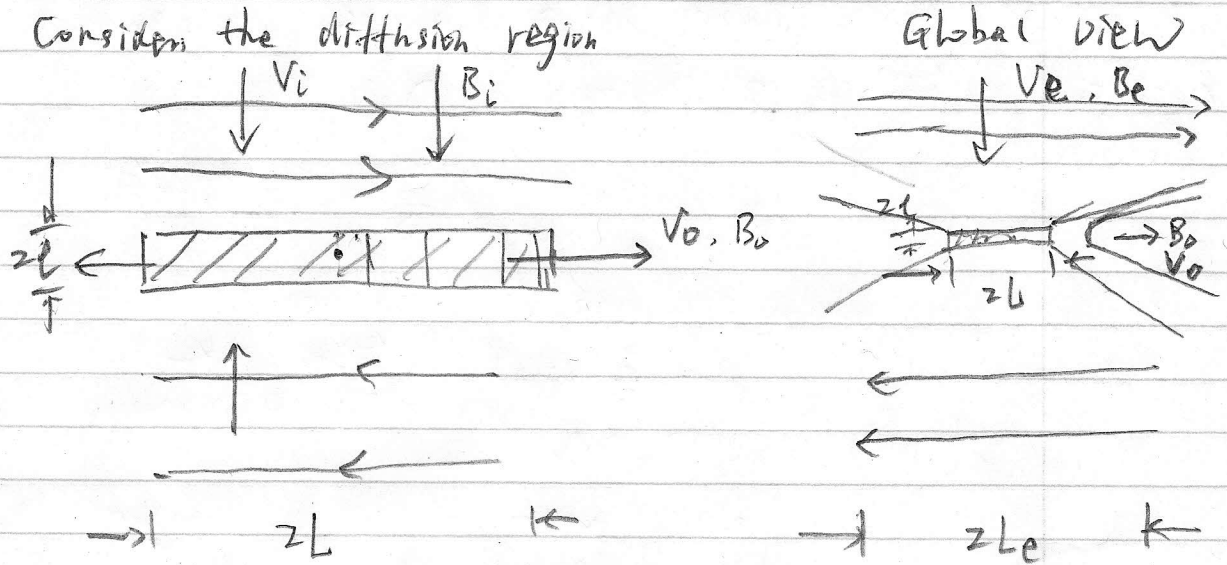 Consider the diffusion region
Global view
Vi
Bi
Ve, Be
2l
Vo, Bo
2l
Bo
Vo
2L
2L
2Le